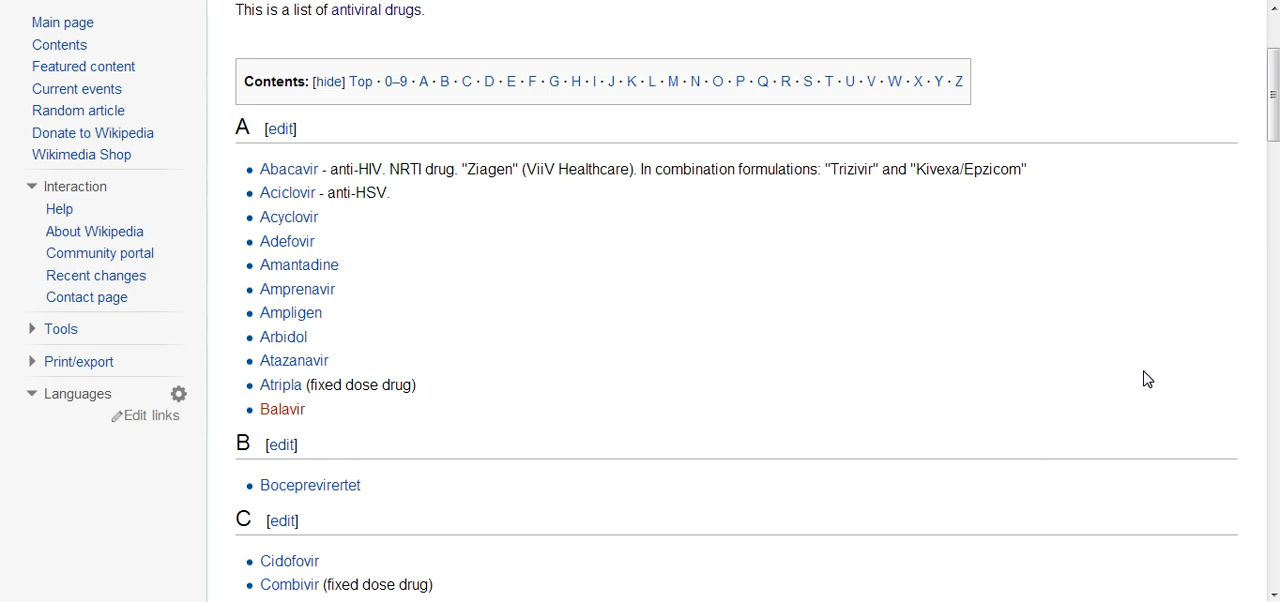 Main page
Contents
Featured content
Current events
Random article
Donate to Wikipedia
Wikimedia Shop
Interaction
Help
About Wikipedia
Community portal
Recent changes
Contact page
Tools
Print/export
Languages
Edit links
This is a list of antiviral drugs.
Contents: [hide] Top · 0–9 · A · B · C · D · E · F · G · H · I · J · K · L · M · N · O · P · Q · R · S · T · U · V · W · X · Y · Z
A [edit]
Abacavir - anti-HIV. NRTI drug. "Ziagen" (ViiV Healthcare). In combination formulations: "Trizivir" and "Kivexa/Epzicom"
Aciclovir - anti-HSV.
Acyclovir
Adefovir
Amantadine
Amprenavir
Ampligen
Arbidol
Atazanavir
Atripla (fixed dose drug)
Balavir
B [edit]
Boceprevirertet
C [edit]
Cidofovir
Combivir (fixed dose drug)